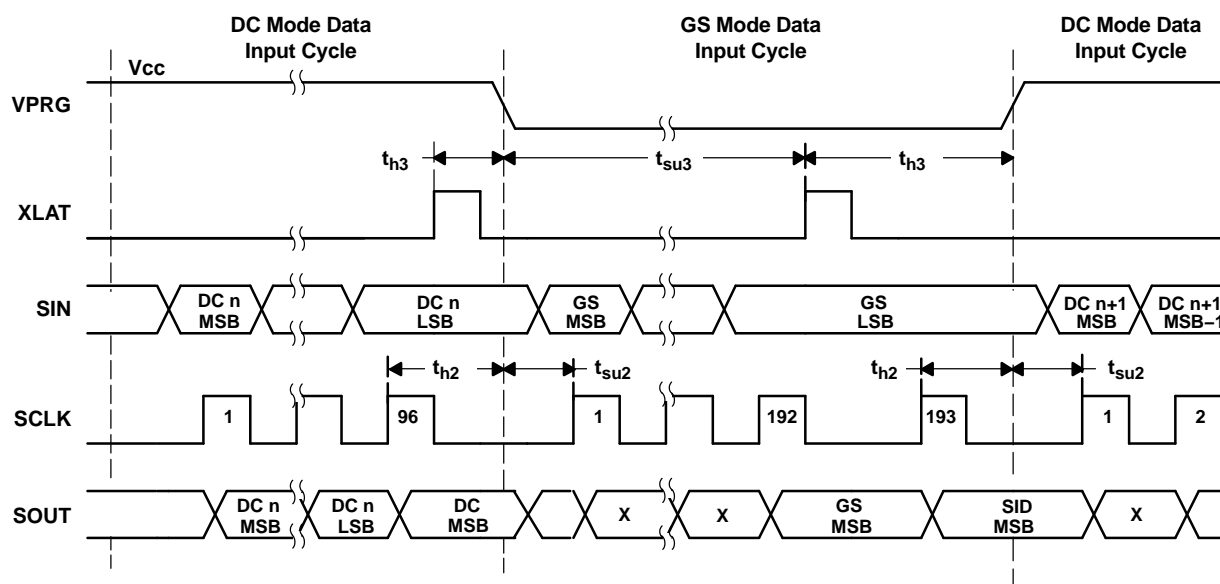 DC Mode Data
Input Cycle
GS Mode Data
Input Cycle
DC Mode Data
Input Cycle
Vcc
VPRG
th3
tsu3
th3
XLAT
SIN
DC n
MSB
DC n
LSB
GS
MSB
GS
LSB
DC n+1
MSB
DC n+1
MSB−1
th2
tsu2
th2
tsu2
SCLK
1
96
1
192
193
1
2
SOUT
DC n
MSB
DC n
LSB
DC
MSB
X
X
GS
MSB
SID
MSB
X